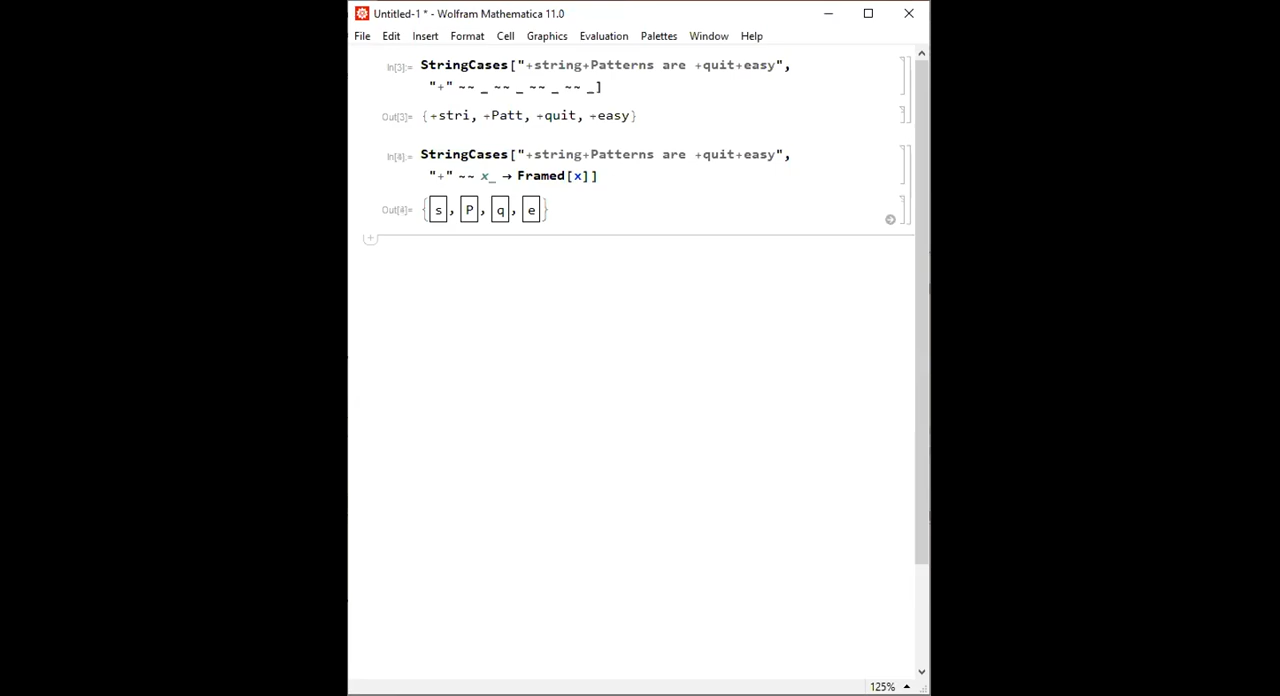 Untitled-1 * - Wolfram Mathematica 11.0
File Edit Insert Format Cell Graphics Evaluation Palettes Window Help
In[3]:= StringCases["+string+Patterns are +quit+easy",
"+" ~~ _ ~~ _ ~~ _ ~~ _]
Out[3]= {+stri, +Patt, +quit, +easy}
In[4]:= StringCases["+string+Patterns are +quit+easy",
"+" ~~ x_ → Framed[x]]
Out[4]= {s, P, q, e}
125%